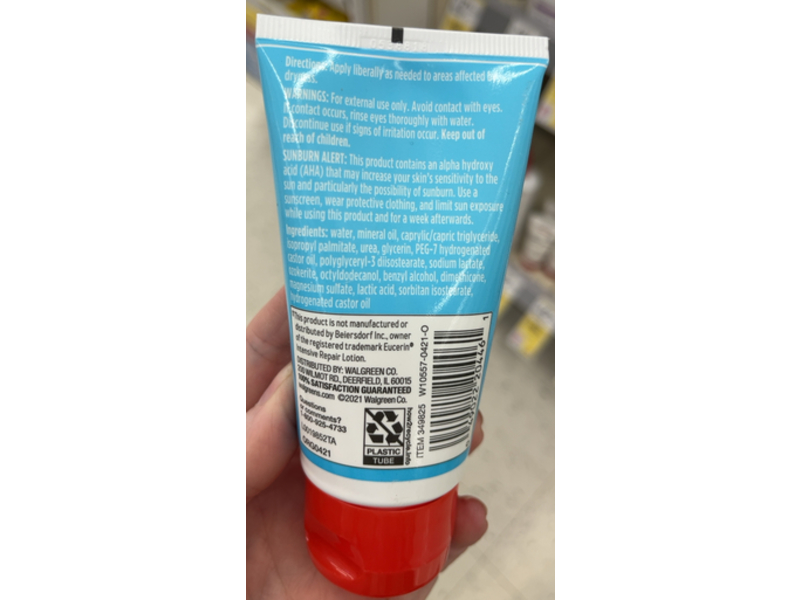 Directions: Apply liberally as needed to areas affected by
dryness.
WARNINGS: For external use only. Avoid contact with eyes.
If contact occurs, rinse eyes thoroughly with water.
Discontinue use if signs of irritation occur. Keep out of
reach of children.
SUNBURN ALERT: This product contains an alpha hydroxy
acid (AHA) that may increase your skin's sensitivity to the
sun and particularly the possibility of sunburn. Use a
sunscreen, wear protective clothing, and limit sun exposure
while using this product and for a week afterwards.
Ingredients: water, mineral oil, caprylic/capric triglyceride,
isopropyl palmitate, urea, glycerin, PEG-7 hydrogenated
castor oil, polyglyceryl-3 diisostearate, sodium lactate,
ozokerite, octyldodecanol, benzyl alcohol, dimethicone,
magnesium sulfate, lactic acid, sorbitan isostearate,
hydrogenated castor oil
*This product is not manufactured or
distributed by Beiersdorf Inc., owner
of the registered trademark Eucerin®
Intensive Repair Lotion.
DISTRIBUTED BY: WALGREEN CO.
200 WILMOT RD., DEERFIELD, IL 60015
100% SATISFACTION GUARANTEED
walgreens.com ©2021 Walgreen Co.
Questions
or comments?
1-800-925-4733
L0019852TA
ORG0421
PLASTIC
TUBE
how2recycle.info
ITEM 349825 W10557-0421-O
1